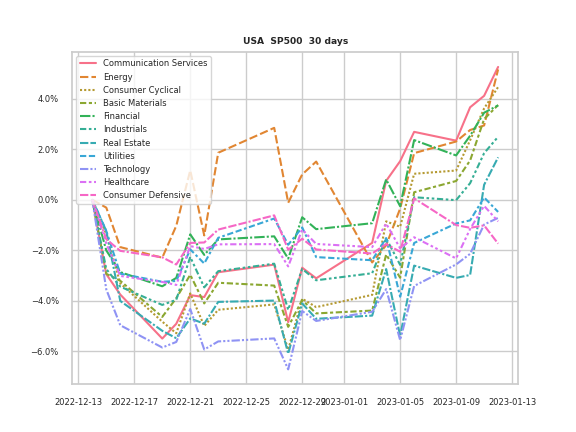 USA SP500 30 days
Communication Services
Energy
Consumer Cyclical
Basic Materials
Financial
Industrials
Real Estate
Utilities
Technology
Healthcare
Consumer Defensive
4.0%
2.0%
0.0%
−2.0%
−4.0%
−6.0%
2022-12-13 2022-12-17 2022-12-21 2022-12-25 2022-12-29 2023-01-01 2023-01-05 2023-01-09 2023-01-13